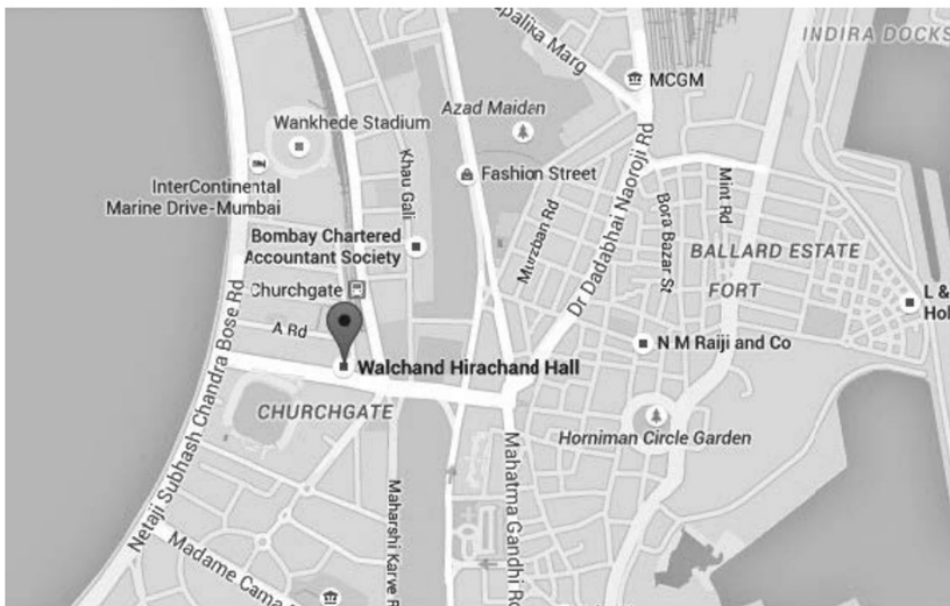 palika Marg
INDIRA DOCKS
MCGM
Azad Maidan
Wankhede Stadium
Dr Dadabhai Naoroji Rd
Khau Gali
InterContinental
Marine Drive-Mumbai
Fashion Street
Mint Rd
Bora Bazar St
Murzban Rd
Bombay Chartered
Accountant Society
BALLARD ESTATE
FORT
Churchgate
L &
Hol
A Rd
N M Raiji and Co
Walchand Hirachand Hall
Netaji Subhash Chandra Bose Rd
CHURCHGATE
Horniman Circle Garden
Mahatma Gandhi Rd
Maharshi Karve R
Madame Cama